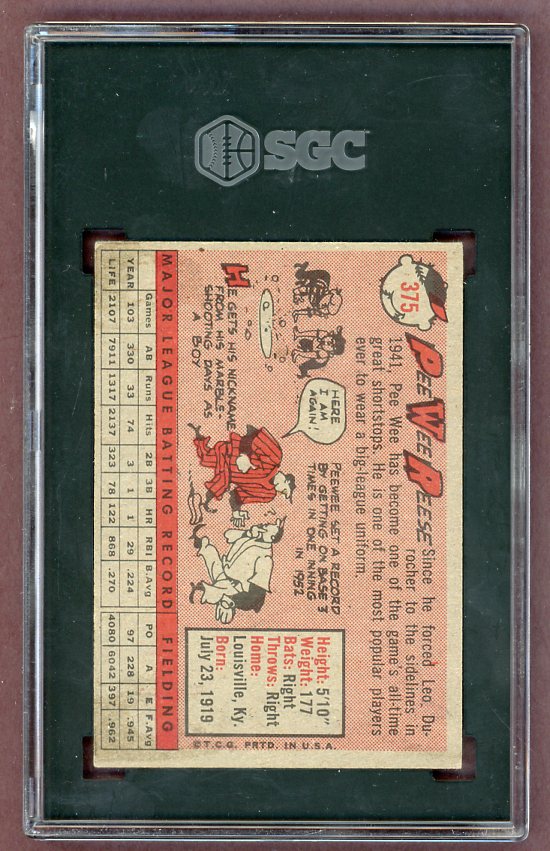 SGC
375
PEE WEE REESE
Since he forced Leo Du-
rocher to the sidelines in
1941, Pee Wee has become one of the game's all-time
great shortstops. He is one of the most popular players
ever to wear a big-league uniform.
HE GETS HIS NICKNAME
FROM HIS MARBLE-
SHOOTING DAYS AS
A BOY
HERE
I AM
AGAIN!
PEEWEE SET A RECORD
BY GETTING ON BASE 3
TIMES IN ONE INNING
IN 1952
Height: 5'10"
Weight: 177
Bats: Right
Throws: Right
Home:
Louisville, Ky.
Born:
July 23, 1919
©T.C.G. PRTD. IN U.S.A.
MAJOR LEAGUE BATTING RECORD FIELDING
Games AB Runs Hits 2B 3B HR RBI B.Avg PO A E F.Avg
YEAR 103 330 33 74 3 1 1 29 .224 97 228 19 .945
LIFE 2107 7911 1317 2137 323 78 122 868 .270 4080 6042 397 .962